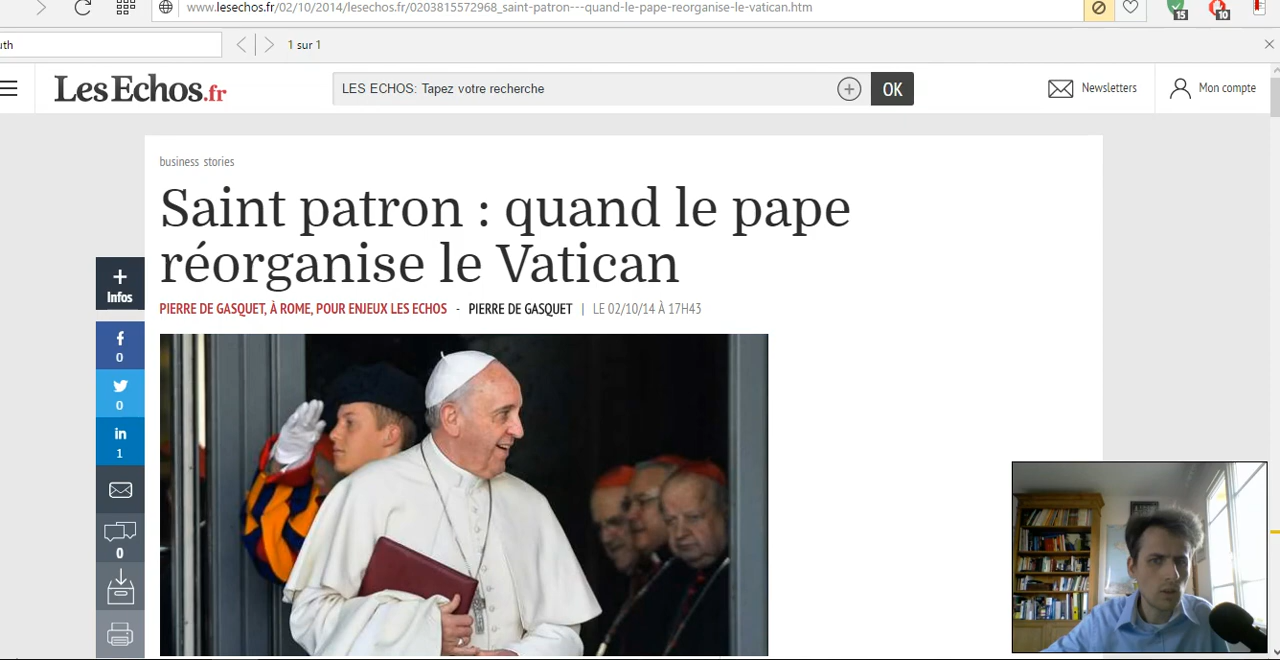 www.lesechos.fr/02/10/2014/lesechos.fr/0203815572968_saint-patron---quand-le-pape-reorganise-le-vatican.htm
15
10
uth
1 sur 1
LesEchos.fr
LES ECHOS: Tapez votre recherche
OK
Newsletters
Mon compte
business stories
Saint patron : quand le pape
réorganise le Vatican
PIERRE DE GASQUET, À ROME, POUR ENJEUX LES ECHOS - PIERRE DE GASQUET | LE 02/10/14 À 17H43
+
Infos
f
0
0
in
1
0